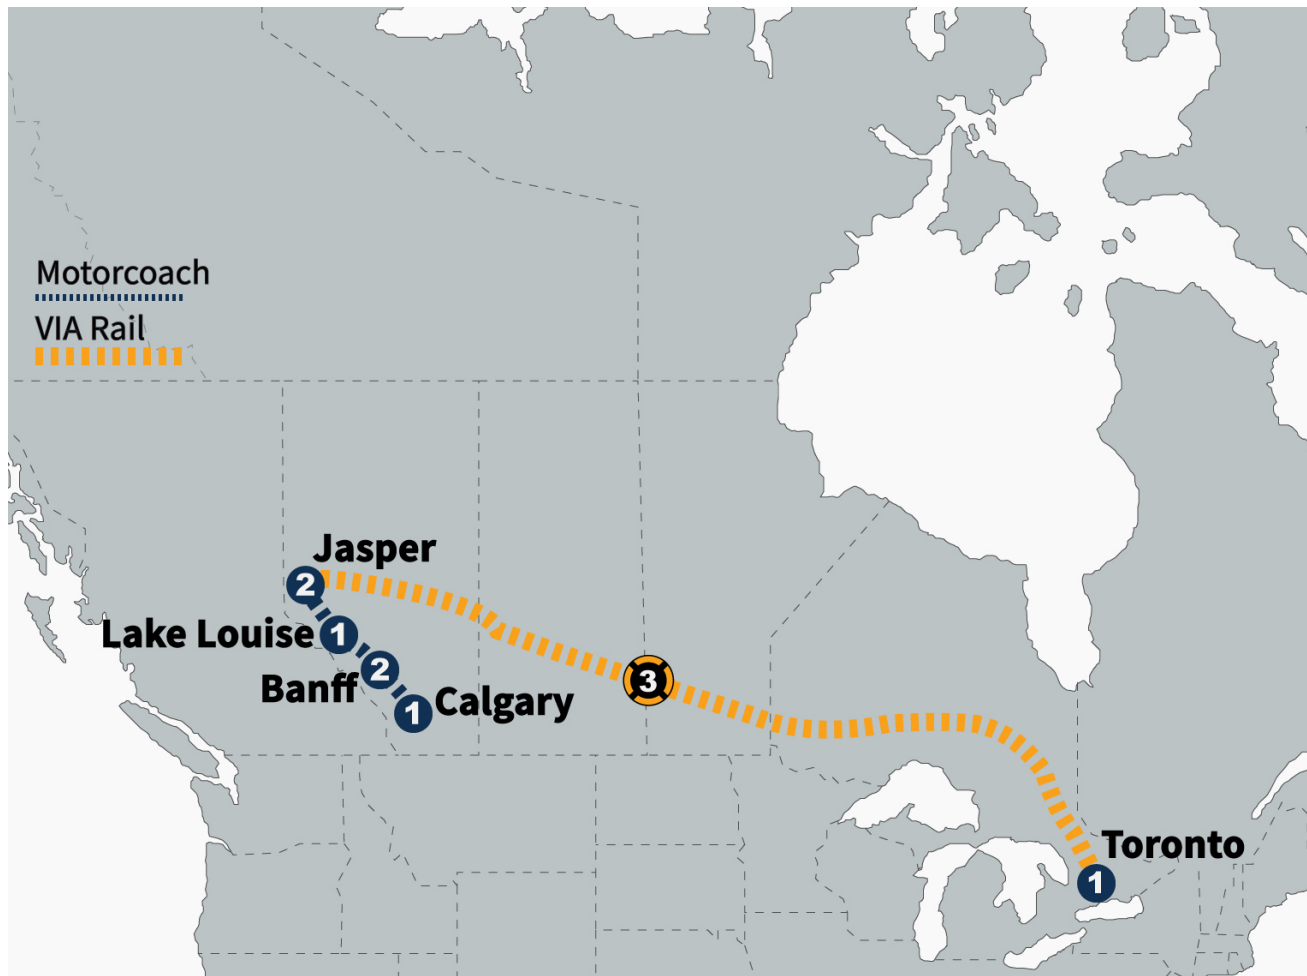 Motorcoach
VIA Rail
Jasper
2
Lake Louise
1
2
Banff
Calgary
1
3
Toronto
1